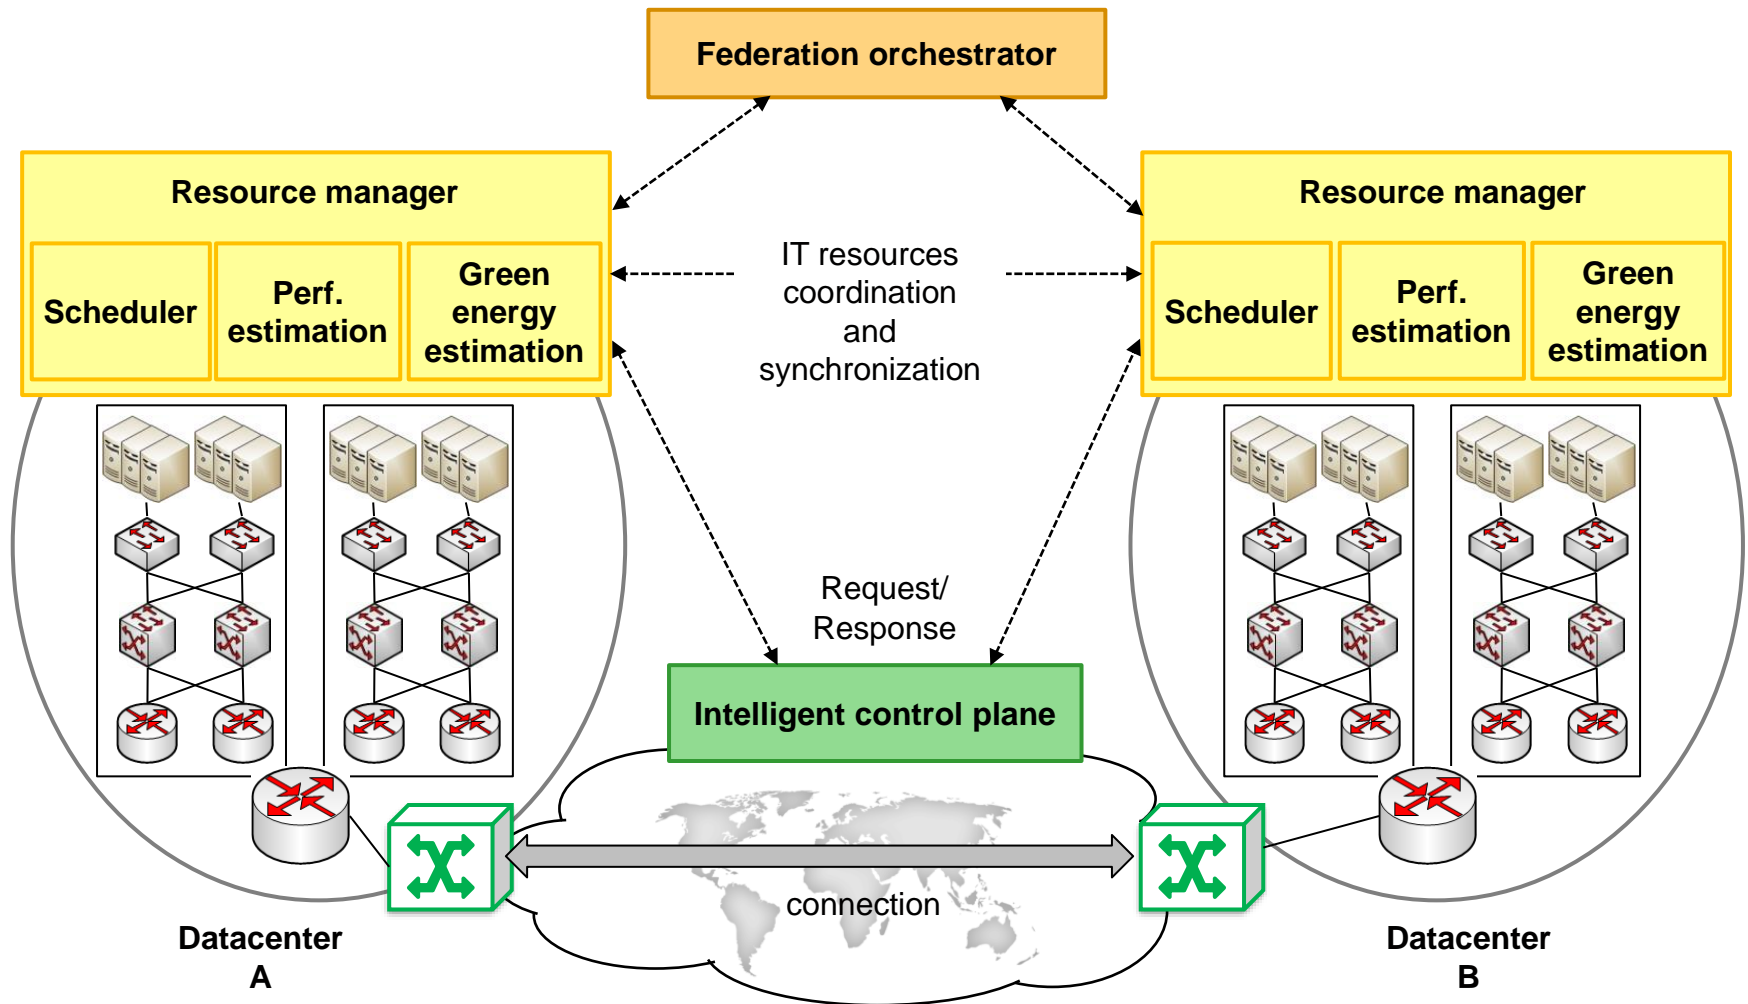 Federation orchestrator
Resource manager
Scheduler
Perf.
estimation
Green
energy
estimation
IT resources
coordination
and
synchronization
Resource manager
Scheduler
Perf.
estimation
Green
energy
estimation
Request/
Response
Intelligent control plane
connection
Datacenter
A
Datacenter
B